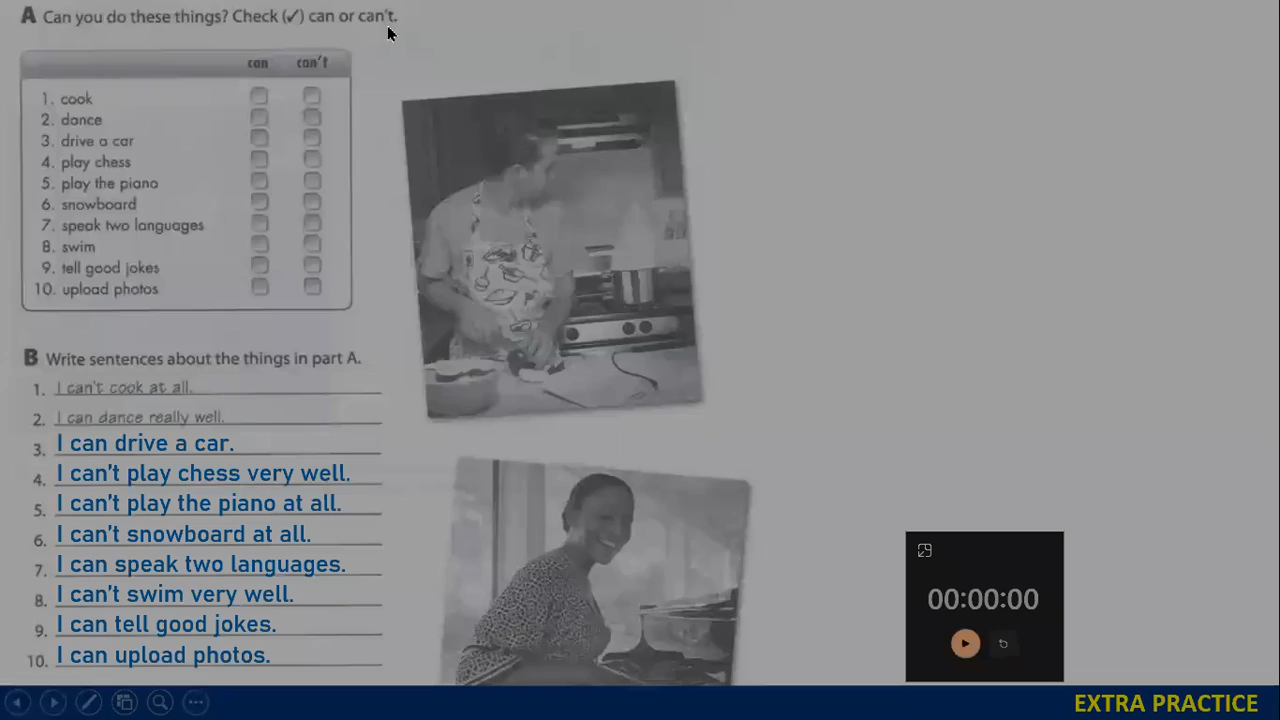 A Can you do these things? Check (✓) can or can't.
can can't
1. cook
2. dance
3. drive a car
4. play chess
5. play the piano
6. snowboard
7. speak two languages
8. swim
9. tell good jokes
10. upload photos
B Write sentences about the things in part A.
1. I can't cook at all.
2. I can dance really well.
3. I can drive a car.
4. I can't play chess very well.
5. I can't play the piano at all.
6. I can't snowboard at all.
7. I can speak two languages.
8. I can't swim very well.
9. I can tell good jokes.
10. I can upload photos.
00:00:00
EXTRA PRACTICE